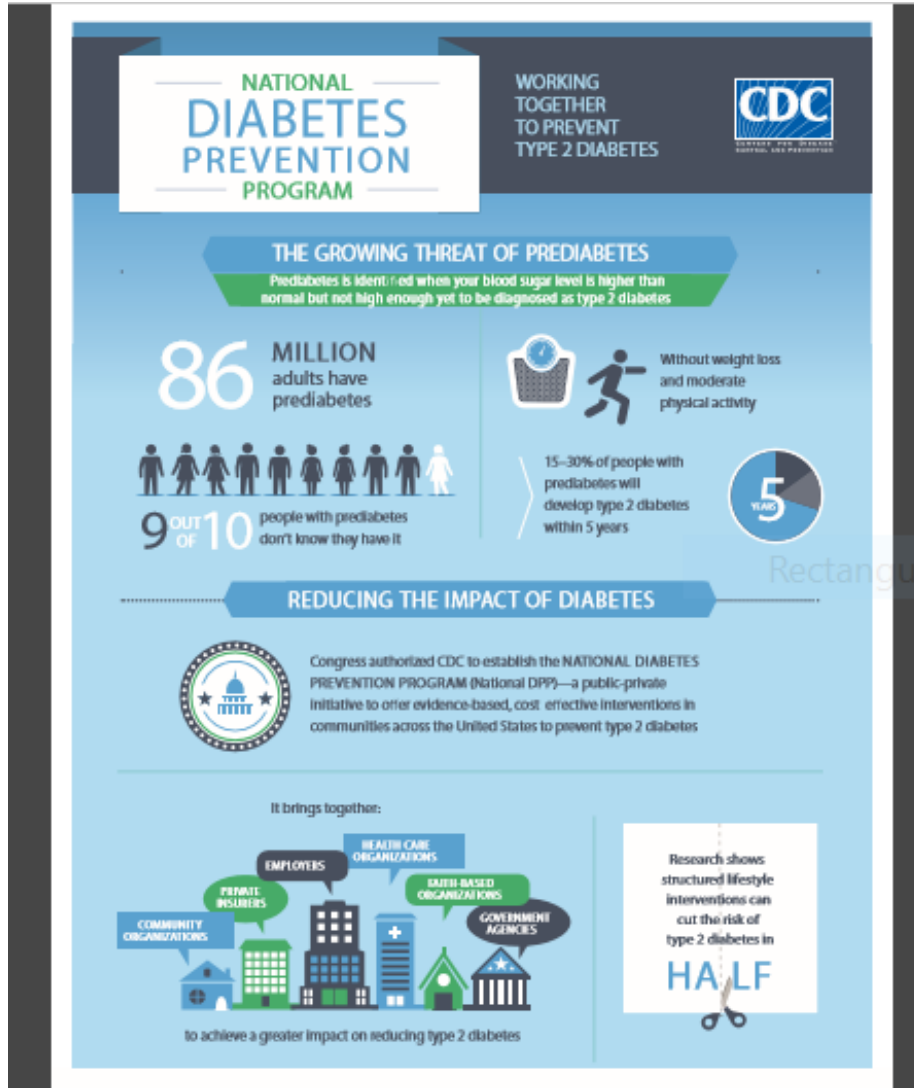 NATIONAL
DIABETES
PREVENTION
PROGRAM
WORKING
TOGETHER
TO PREVENT
TYPE 2 DIABETES
CDC
CENTERS FOR DISEASE
CONTROL AND PREVENTION
THE GROWING THREAT OF PREDIABETES
Prediabetes is identified when your blood sugar level is higher than
normal but not high enough yet to be diagnosed as type 2 diabetes
86 MILLION
adults have
prediabetes
9 OUT OF 10 people with prediabetes
don't know they have it
Without weight loss
and moderate
physical activity
15–30% of people with
prediabetes will
develop type 2 diabetes
within 5 years
5
YEARS
Rectangu
REDUCING THE IMPACT OF DIABETES
Congress authorized CDC to establish the NATIONAL DIABETES
PREVENTION PROGRAM (National DPP)—a public-private
initiative to offer evidence-based, cost effective interventions in
communities across the United States to prevent type 2 diabetes
It brings together:
COMMUNITY
ORGANIZATIONS
PRIVATE
INSURERS
EMPLOYERS
HEALTH CARE
ORGANIZATIONS
FAITH-BASED
ORGANIZATIONS
GOVERNMENT
AGENCIES
to achieve a greater impact on reducing type 2 diabetes
Research shows
structured lifestyle
interventions can
cut the risk of
type 2 diabetes in
HALF